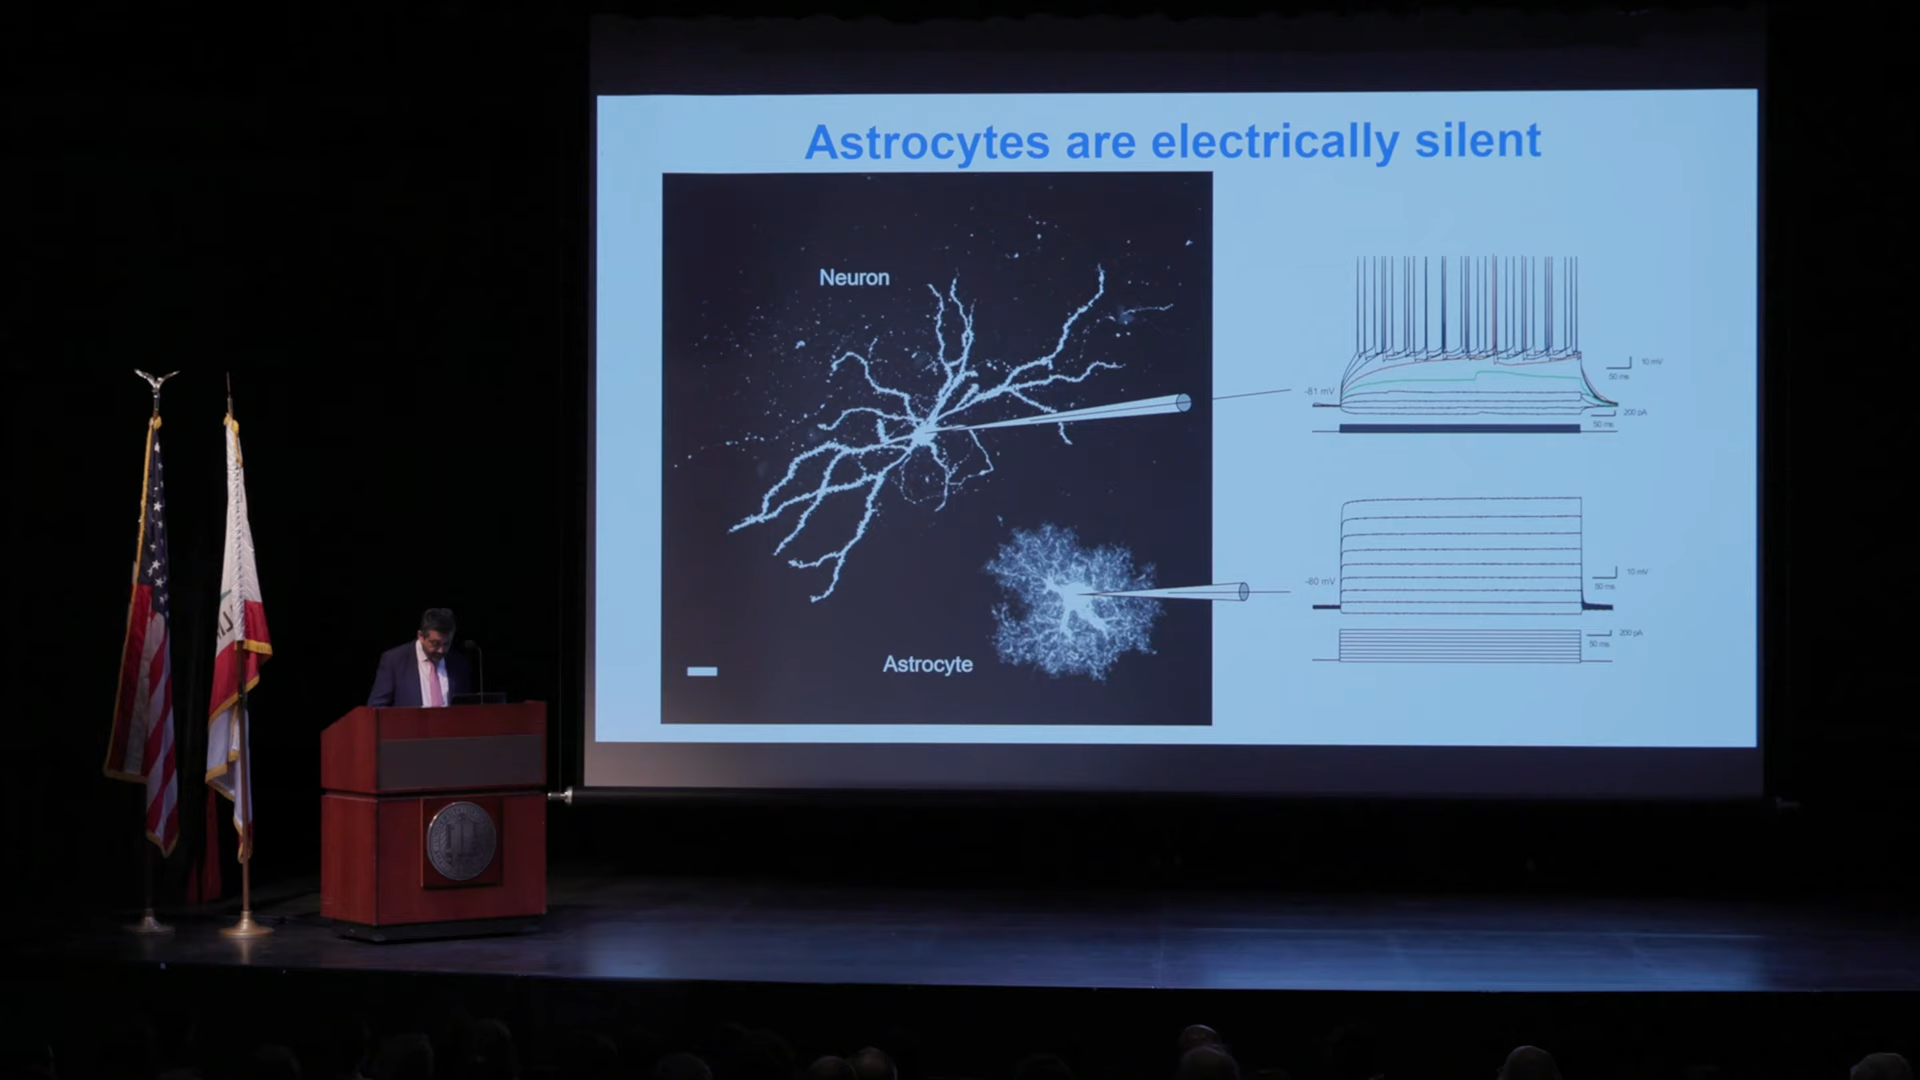 Astrocytes are electrically silent
Neuron
Astrocyte
-81 mV
10 mV
50 ms
200 pA
50 ms
-80 mV
10 mV
50 ms
200 pA
50 ms